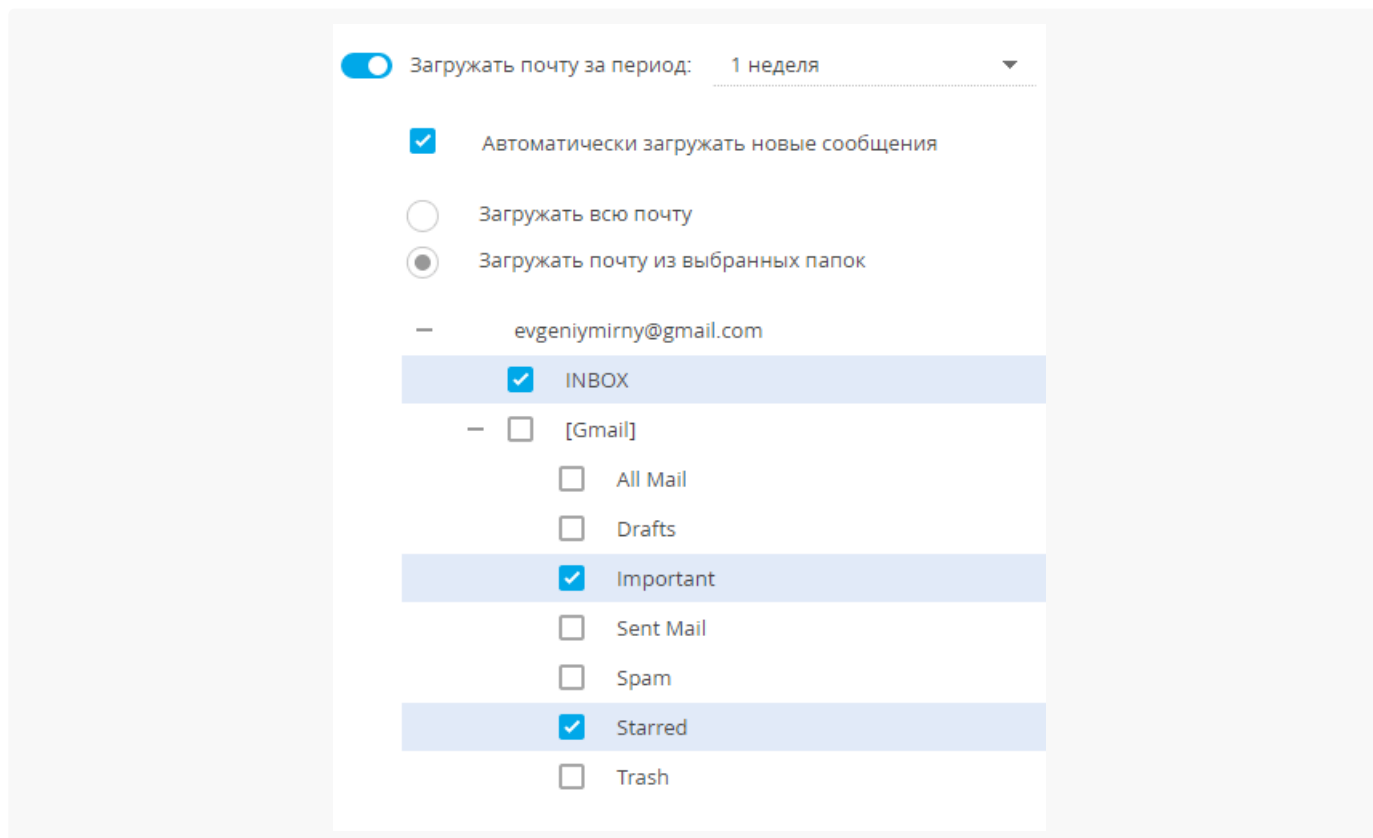 Загружать почту за период: 1 неделя
Автоматически загружать новые сообщения
Загружать всю почту
Загружать почту из выбранных папок
evgeniymirny@gmail.com
INBOX
[Gmail]
All Mail
Drafts
Important
Sent Mail
Spam
Starred
Trash